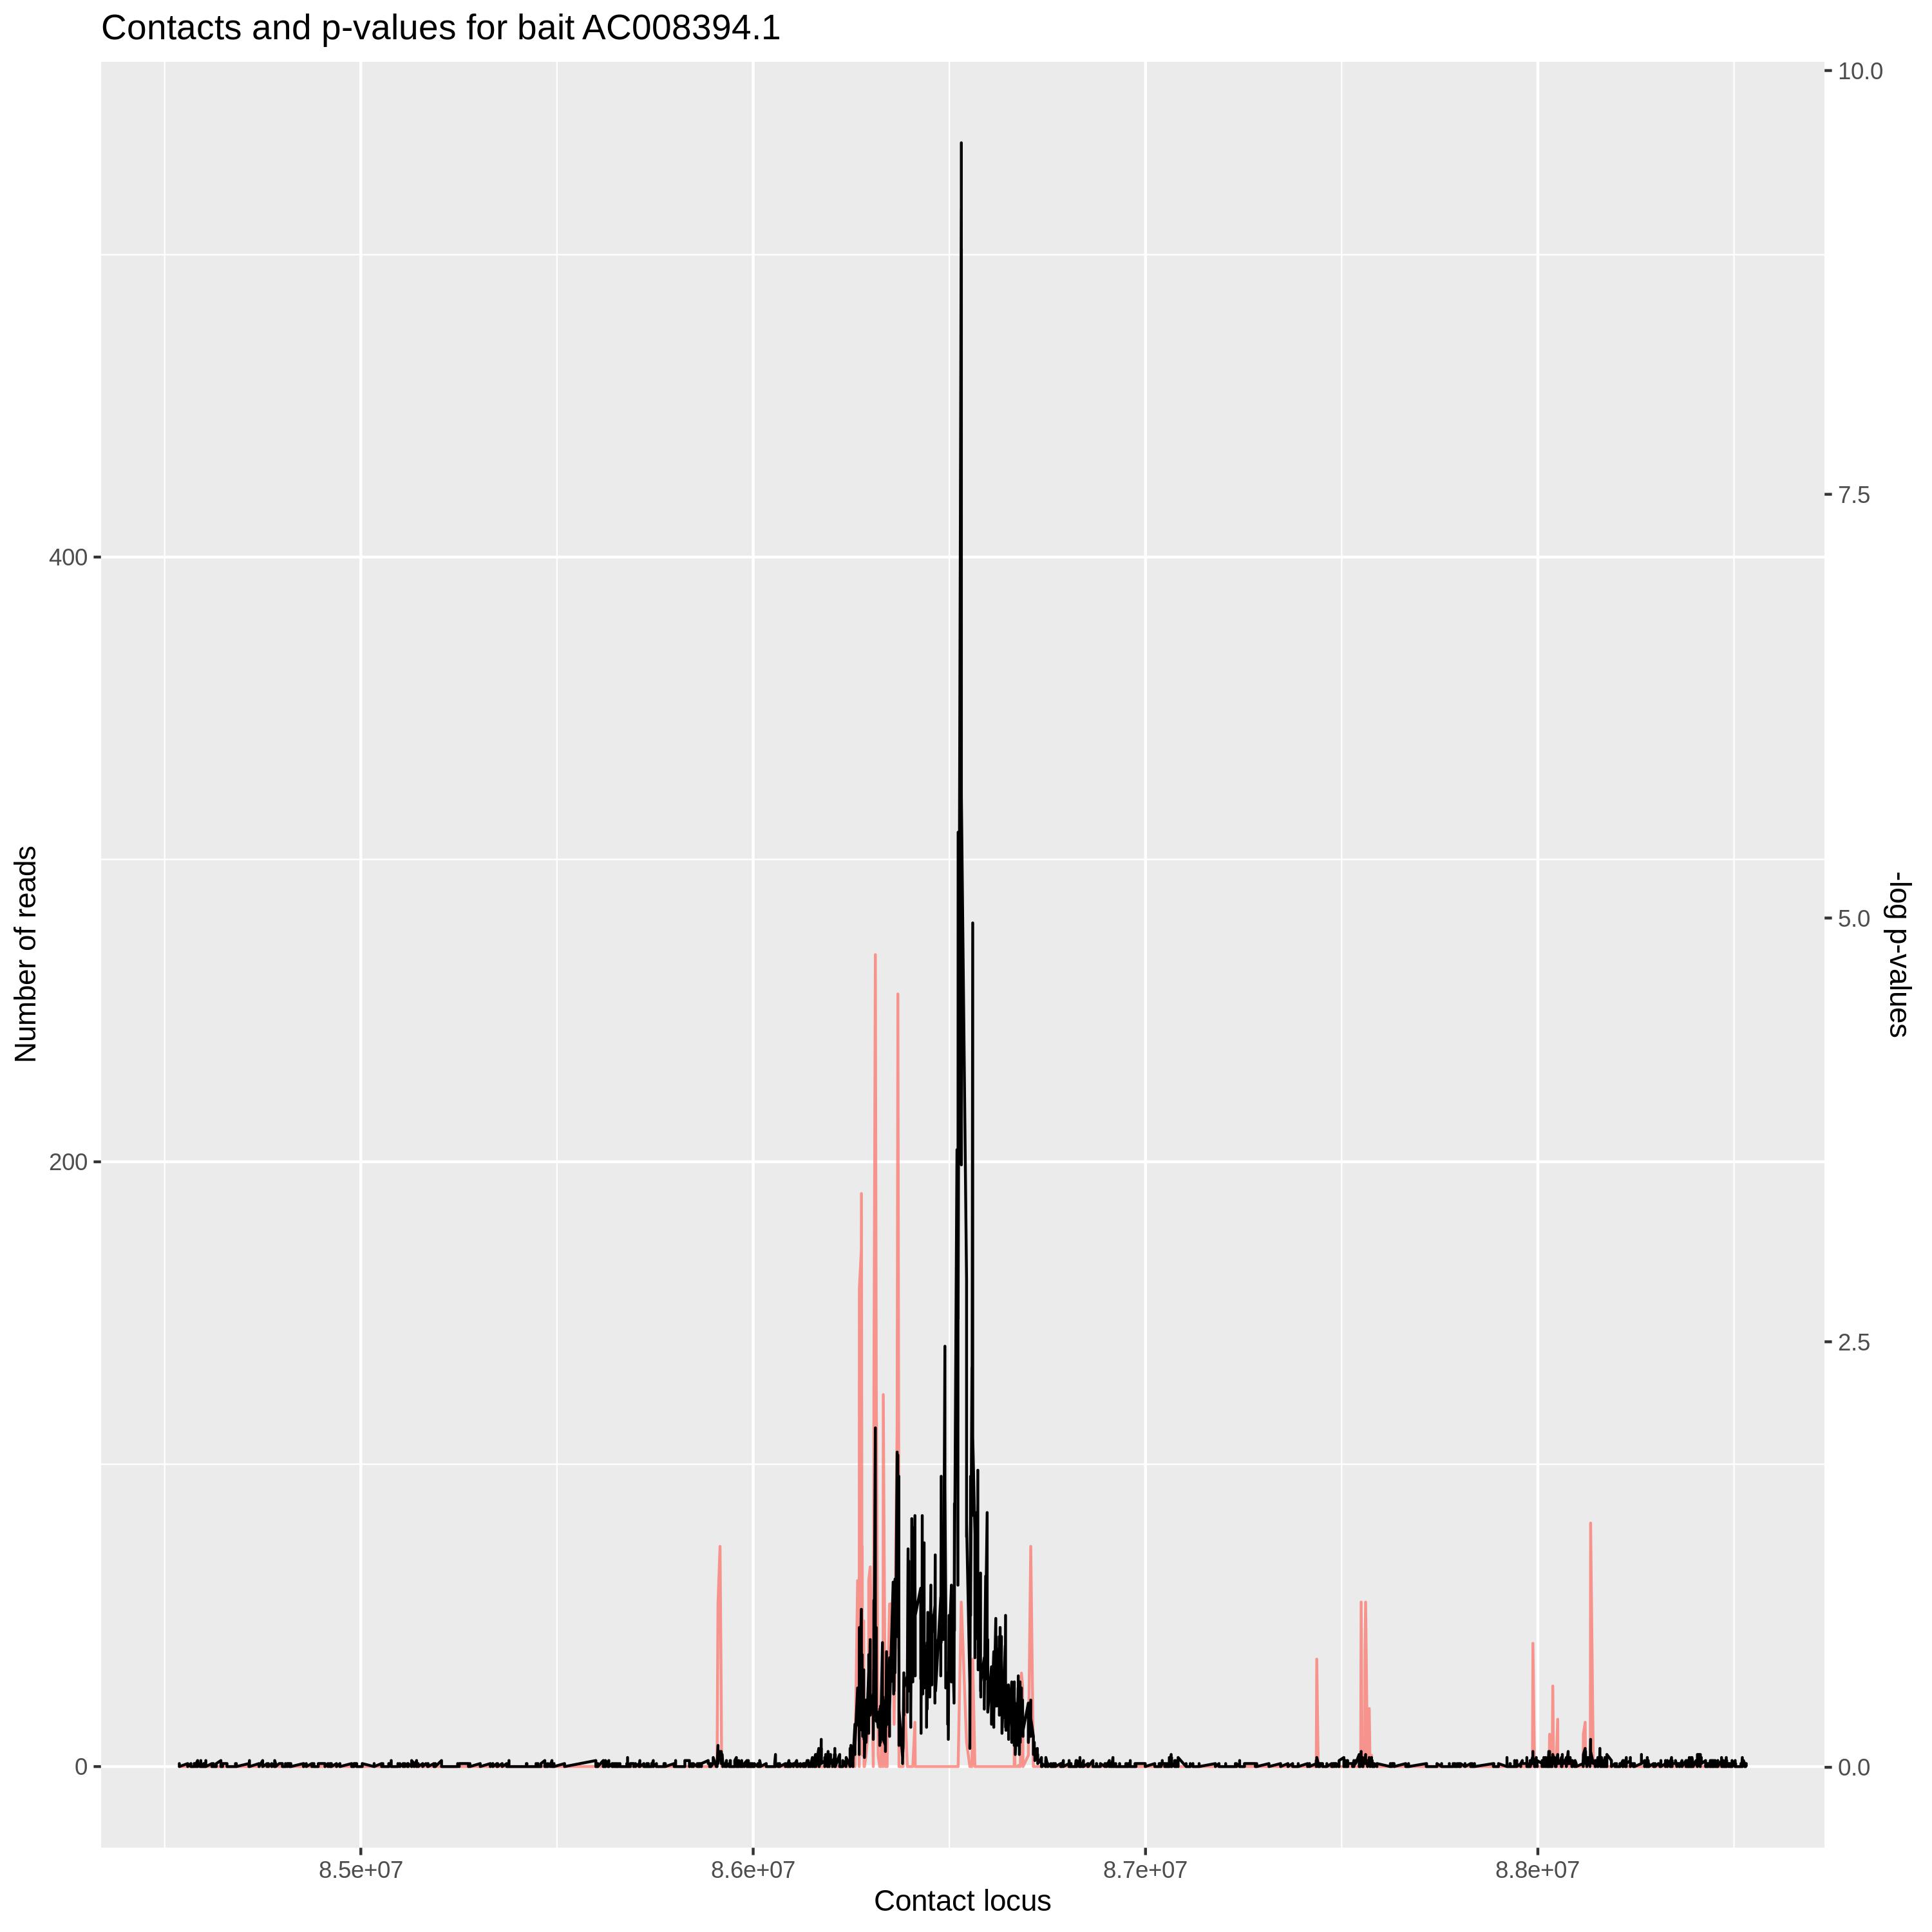 Contacts and p-values for bait AC008394.1
10.0
7.5
400
5.0
Number of reads
-log p-values
200
2.5
0
0.0
8.5e+07 8.6e+07 8.7e+07 8.8e+07
Contact locus